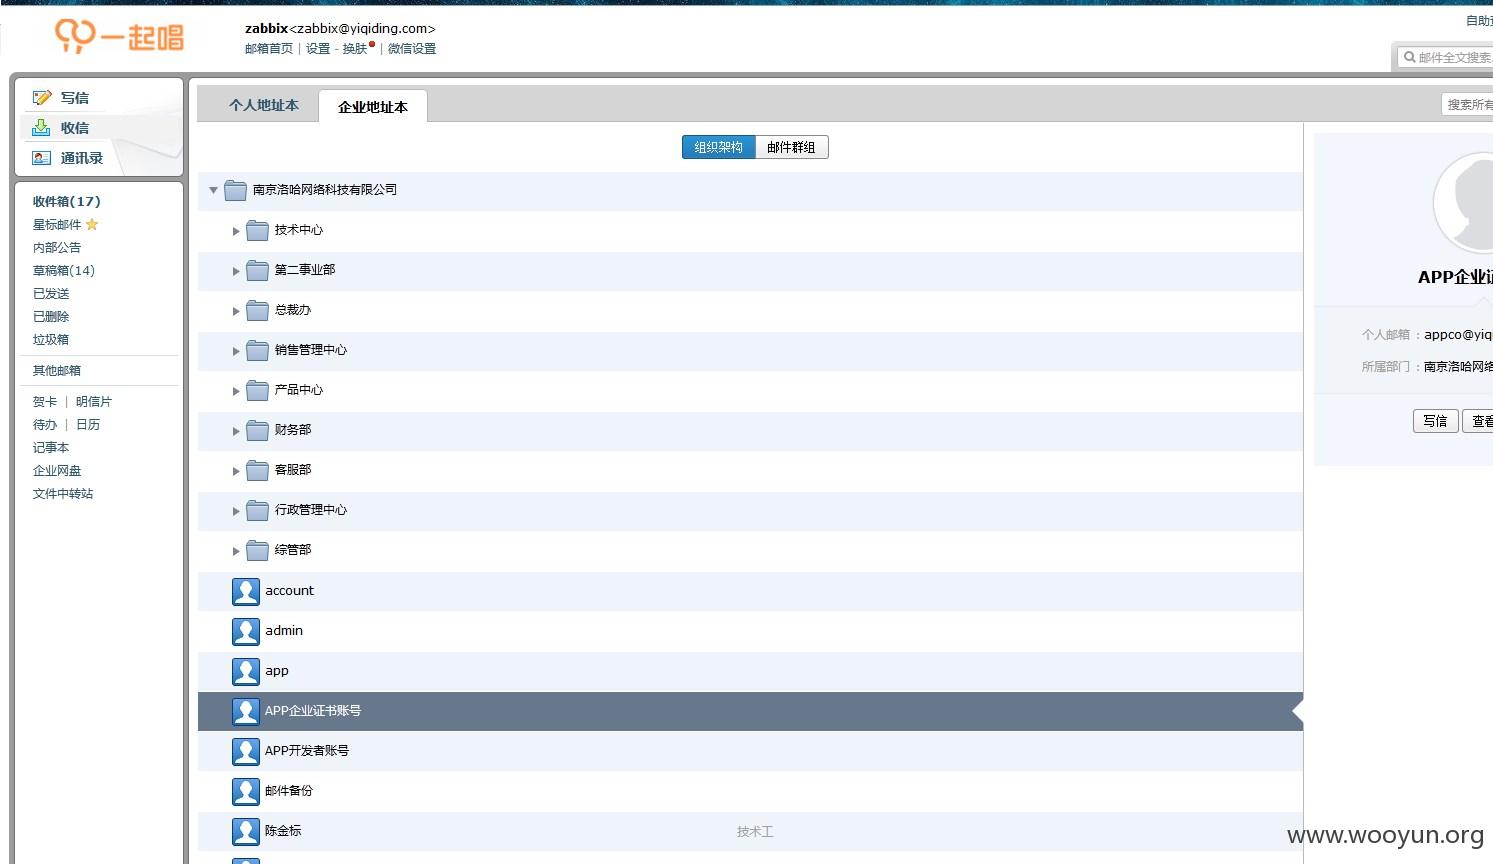 一起唱
zabbix<zabbix@yiqiding.com>
邮箱首页 | 设置 - 换肤 | 微信设置
自助
邮件全文搜索
写信
收信
通讯录
个人地址本
企业地址本
搜索所有
组织架构
邮件群组
收件箱(17)
星标邮件
内部公告
草稿箱(14)
已发送
已删除
垃圾箱
其他邮箱
贺卡 | 明信片
待办 | 日历
记事本
企业网盘
文件中转站
南京洛哈网络科技有限公司
技术中心
第二事业部
总裁办
销售管理中心
产品中心
财务部
客服部
行政管理中心
综管部
account
admin
app
APP企业证书账号
APP开发者账号
邮件备份
陈金标 技术工
APP企业证
个人邮箱 : appco@yiq
所属部门 : 南京洛哈网络
写信
查看
www.wooyun.org